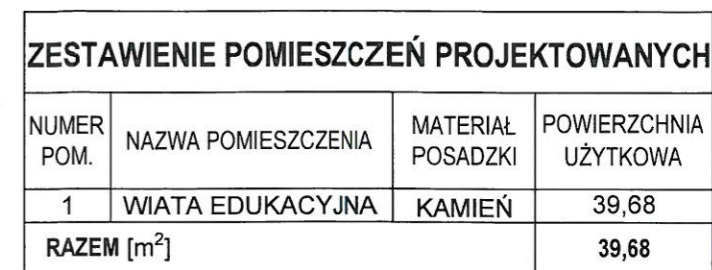 ZESTAWIENIE POMIESZCZEŃ PROJEKTOWANYCH
NUMER POM. NAZWA POMIESZCZENIA MATERIAŁ POSADZKI POWIERZCHNIA UŻYTKOWA
1 WIATA EDUKACYJNA KAMIEŃ 39,68
RAZEM [m²] 39,68